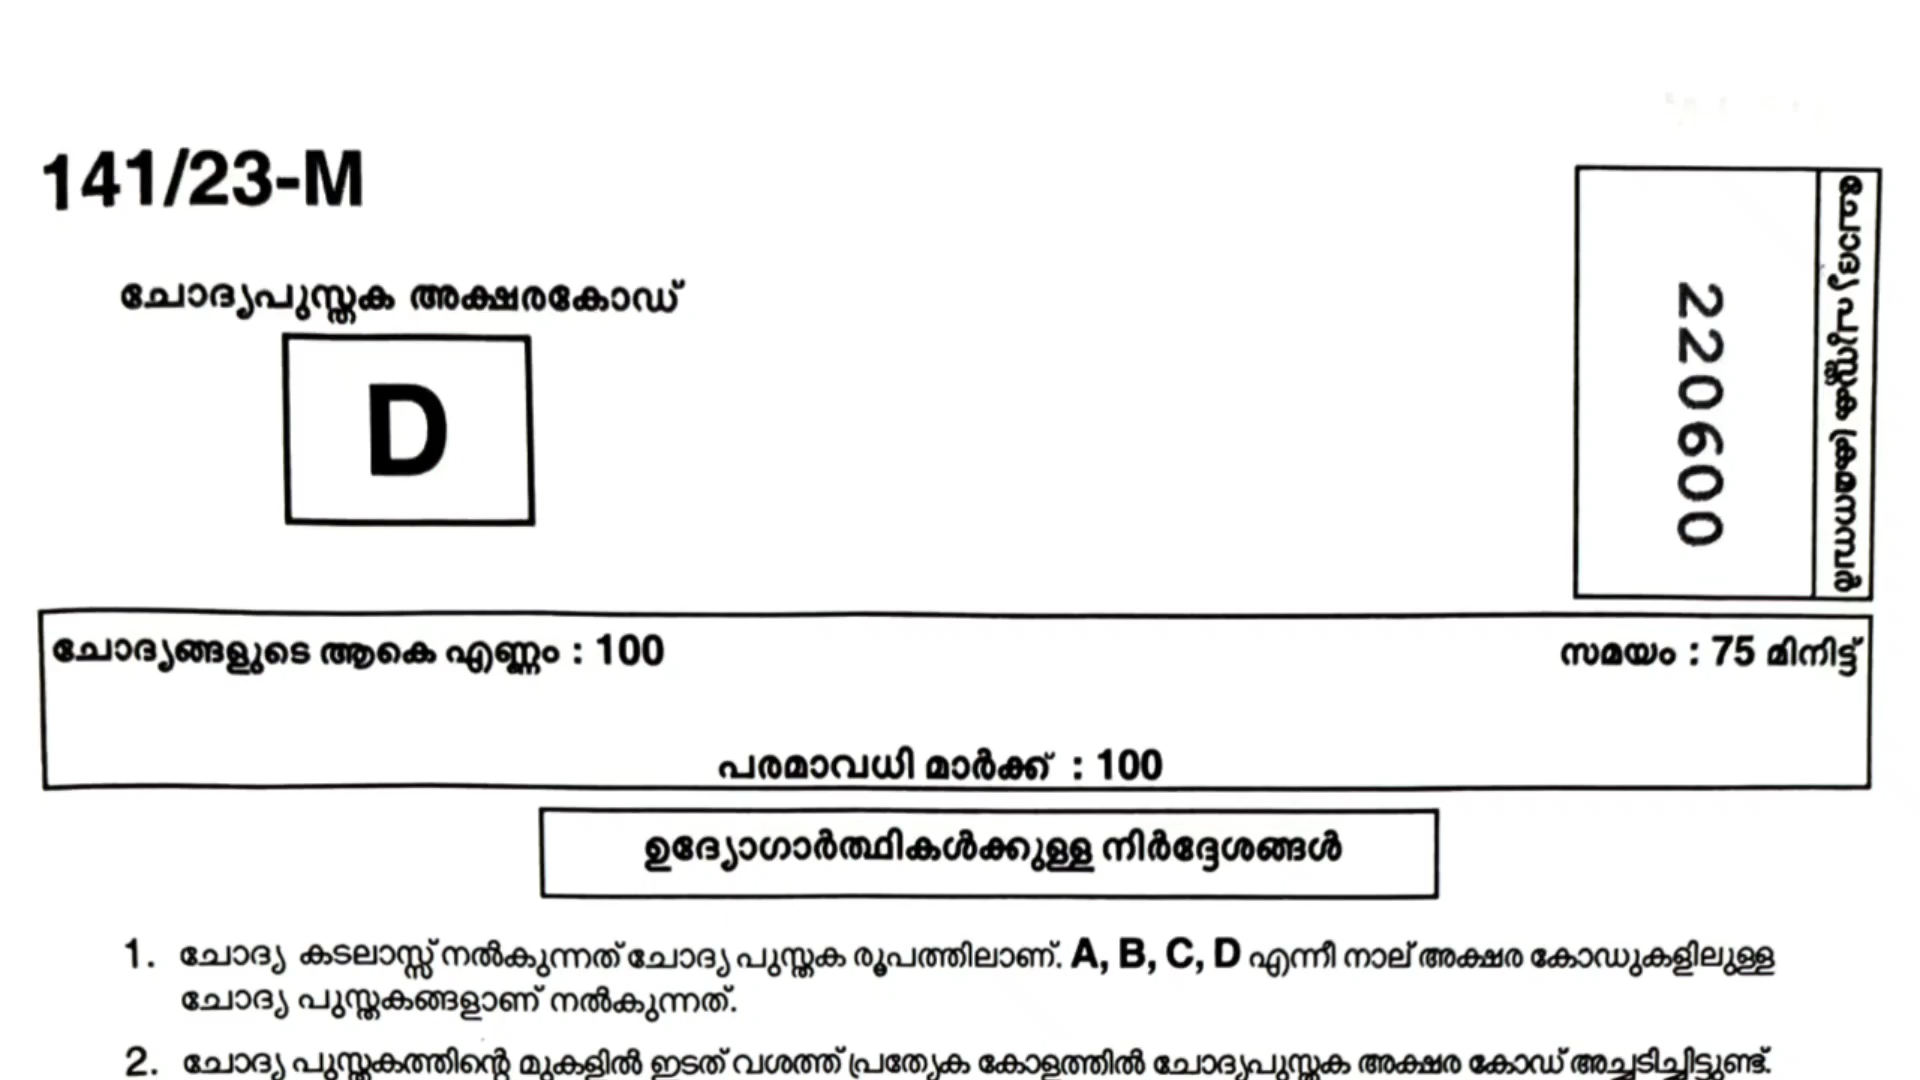 141/23-M
ചോദ്യപുസ്തക അക്ഷരകോഡ്
D
220600
ചോദ്യപുസ്തക ക്രമനമ്പർ
ചോദ്യങ്ങളുടെ ആകെ എണ്ണം : 100
സമയം : 75 മിനിട്ട്
പരമാവധി മാർക്ക് : 100
ഉദ്യോഗാർത്ഥികൾക്കുള്ള നിർദ്ദേശങ്ങൾ
1. ചോദ്യ കടലാസ്സ് നൽകുന്നത് ചോദ്യ പുസ്തക രൂപത്തിലാണ്. A, B, C, D എന്നീ നാല് അക്ഷര കോഡുകളിലുള്ള
ചോദ്യ പുസ്തകങ്ങളാണ് നൽകുന്നത്.
2. ചോദ്യ പുസ്തകത്തിന്റെ മുകളിൽ ഇടത് വശത്ത് പ്രത്യേക കോളത്തിൽ ചോദ്യപുസ്തക അക്ഷര കോഡ് അച്ചടിച്ചിട്ടുണ്ട്.